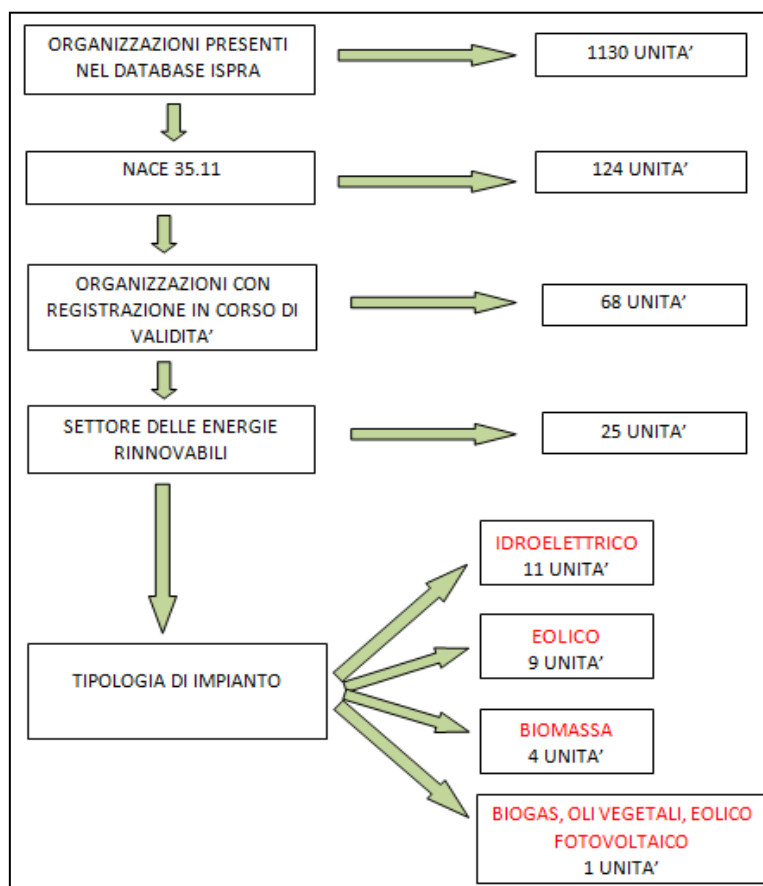 ORGANIZZAZIONI PRESENTI
NEL DATABASE ISPRA
1130 UNITA'
NACE 35.11
124 UNITA'
ORGANIZZAZIONI CON
REGISTRAZIONE IN CORSO DI
VALIDITA'
68 UNITA'
SETTORE DELLE ENERGIE
RINNOVABILI
25 UNITA'
TIPOLOGIA DI IMPIANTO
IDROELETTRICO
11 UNITA'
EOLICO
9 UNITA'
BIOMASSA
4 UNITA'
BIOGAS, OLI VEGETALI, EOLICO
FOTOVOLTAICO
1 UNITA'